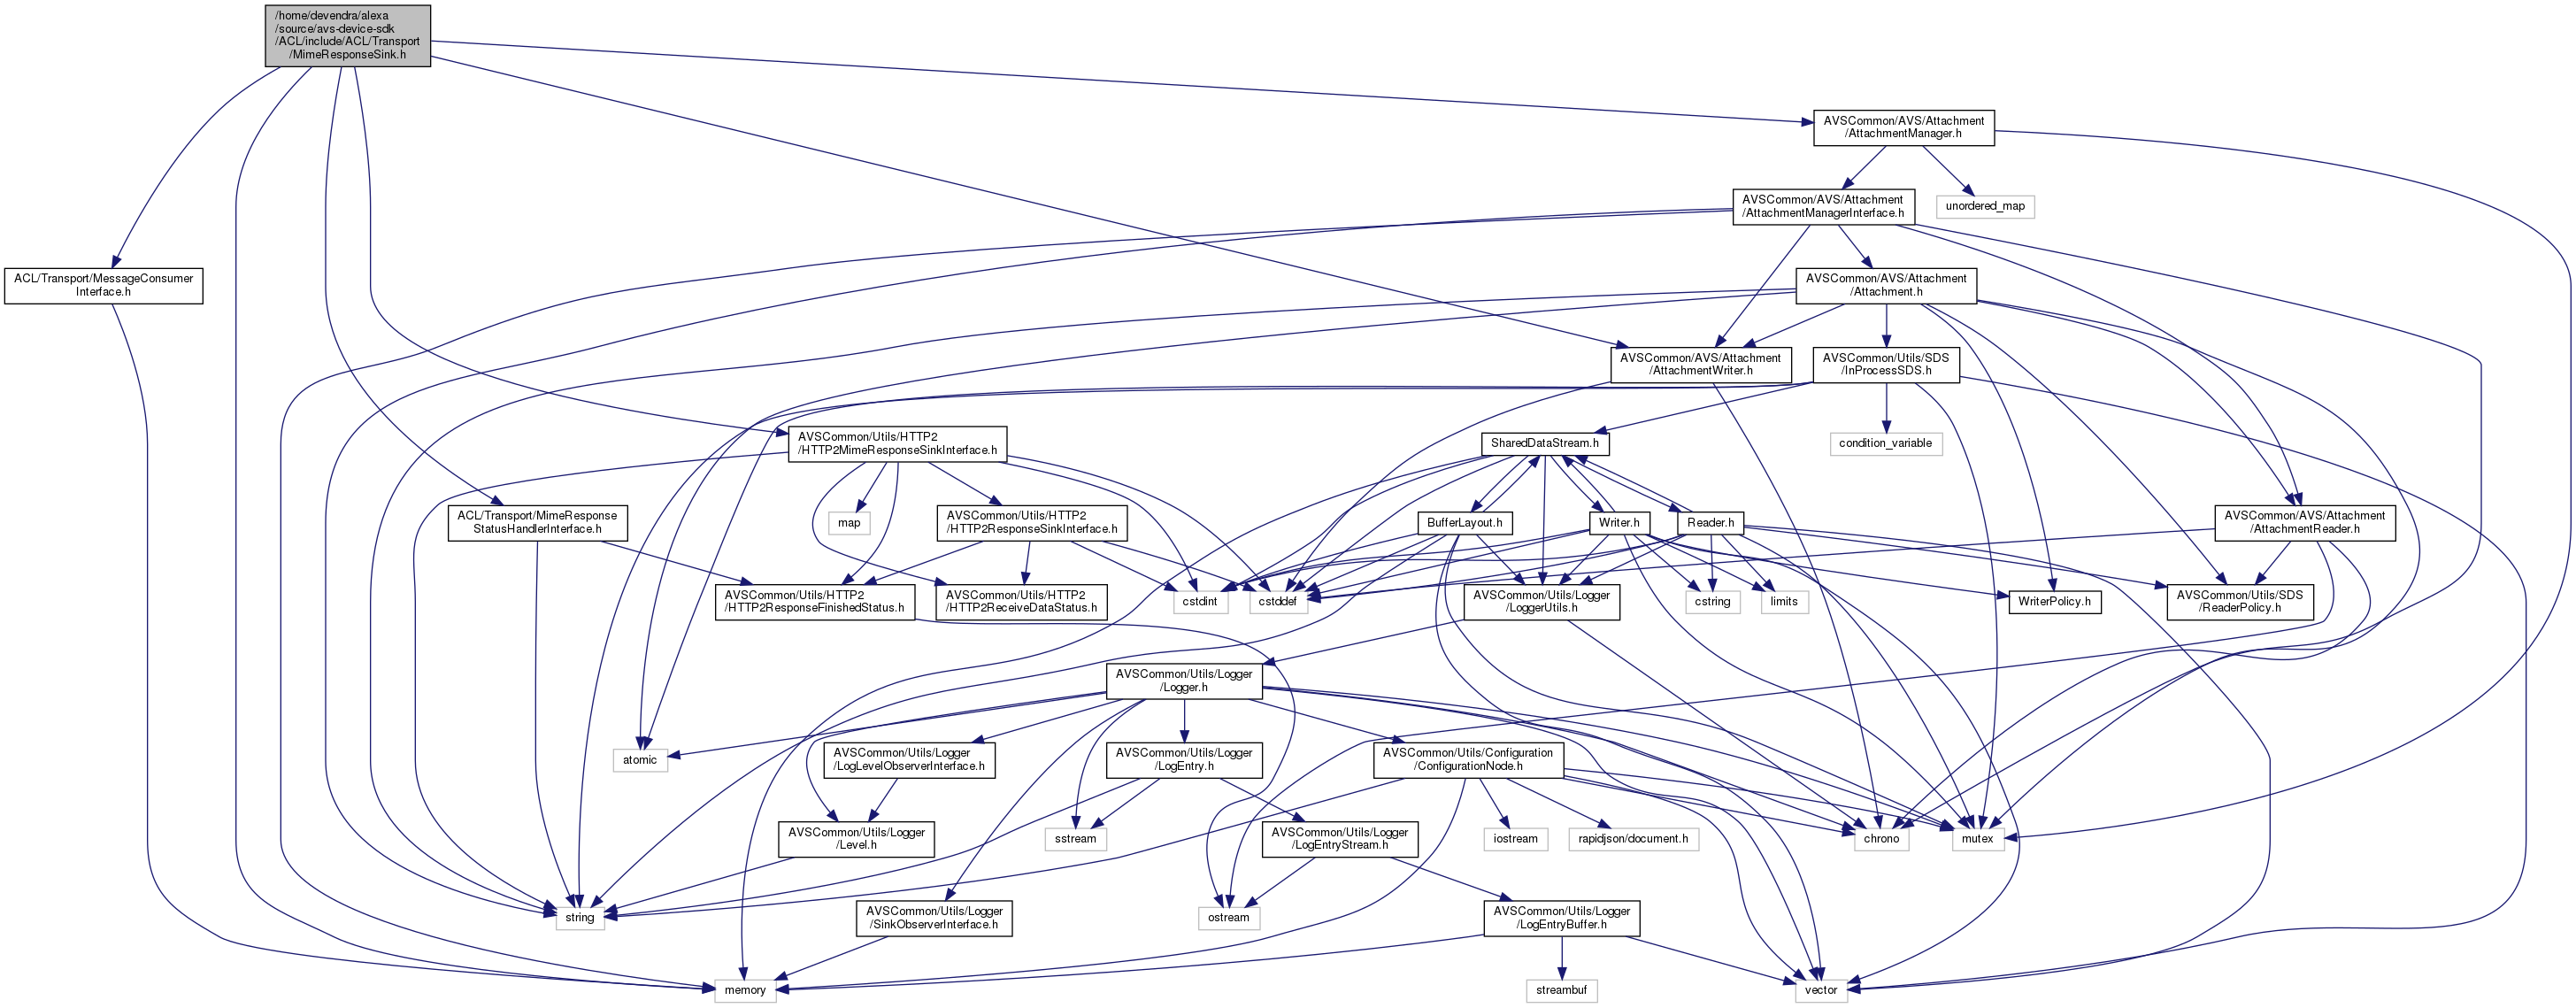 /home/devendra/alexa
/source/avs-device-sdk
/ACL/include/ACL/Transport
/MimeResponseSink.h
AVSCommon/AVS/Attachment
/AttachmentManager.h
AVSCommon/AVS/Attachment
/AttachmentManagerInterface.h
unordered_map
ACL/Transport/MessageConsumer
Interface.h
AVSCommon/AVS/Attachment
/Attachment.h
AVSCommon/AVS/Attachment
/AttachmentWriter.h
AVSCommon/Utils/SDS
/InProcessSDS.h
AVSCommon/Utils/HTTP2
/HTTP2MimeResponseSinkInterface.h
SharedDataStream.h
condition_variable
ACL/Transport/MimeResponse
StatusHandlerInterface.h
map
AVSCommon/Utils/HTTP2
/HTTP2ResponseSinkInterface.h
BufferLayout.h
Writer.h
Reader.h
AVSCommon/AVS/Attachment
/AttachmentReader.h
AVSCommon/Utils/HTTP2
/HTTP2ResponseFinishedStatus.h
AVSCommon/Utils/HTTP2
/HTTP2ReceiveDataStatus.h
cstdint
cstddef
AVSCommon/Utils/Logger
/LoggerUtils.h
cstring
limits
WriterPolicy.h
AVSCommon/Utils/SDS
/ReaderPolicy.h
AVSCommon/Utils/Logger
/Logger.h
atomic
AVSCommon/Utils/Logger
/LogLevelObserverInterface.h
AVSCommon/Utils/Logger
/LogEntry.h
AVSCommon/Utils/Configuration
/ConfigurationNode.h
AVSCommon/Utils/Logger
/Level.h
sstream
AVSCommon/Utils/Logger
/LogEntryStream.h
iostream
rapidjson/document.h
chrono
mutex
string
AVSCommon/Utils/Logger
/SinkObserverInterface.h
ostream
AVSCommon/Utils/Logger
/LogEntryBuffer.h
memory
streambuf
vector